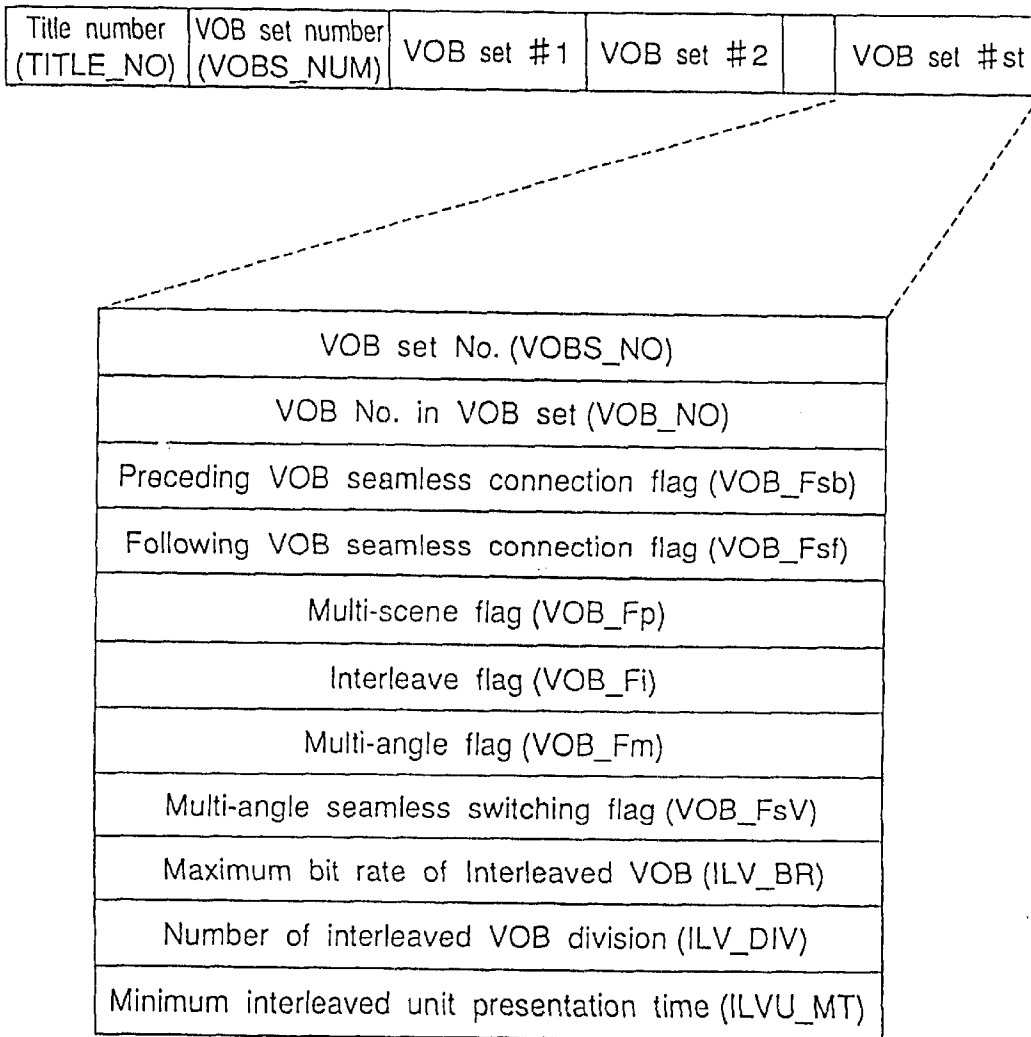 Title number
(TITLE_NO)
VOB set number
(VOBS_NUM)
VOB set #1
VOB set #2
VOB set #st
VOB set No. (VOBS_NO)
VOB No. in VOB set (VOB_NO)
Preceding VOB seamless connection flag (VOB_Fsb)
Following VOB seamless connection flag (VOB_Fsf)
Multi-scene flag (VOB_Fp)
Interleave flag (VOB_Fi)
Multi-angle flag (VOB_Fm)
Multi-angle seamless switching flag (VOB_FsV)
Maximum bit rate of Interleaved VOB (ILV_BR)
Number of interleaved VOB division (ILV_DIV)
Minimum interleaved unit presentation time (ILVU_MT)